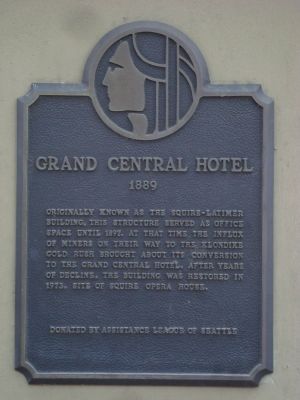 GRAND CENTRAL HOTEL
1889
ORIGINALLY KNOWN AS THE SQUIRE-LATIMER
BUILDING, THIS STRUCTURE SERVED AS OFFICE
SPACE UNTIL 1897. AT THAT TIME, THE INFLUX
OF MINERS ON THEIR WAY TO THE KLONDIKE
GOLD RUSH BROUGHT ABOUT ITS CONVERSION
TO THE GRAND CENTRAL HOTEL. AFTER YEARS
OF DECLINE, THE BUILDING WAS RESTORED IN
1973. SITE OF SQUIRE OPERA HOUSE.
DONATED BY ASSISTANCE LEAGUE OF SEATTLE